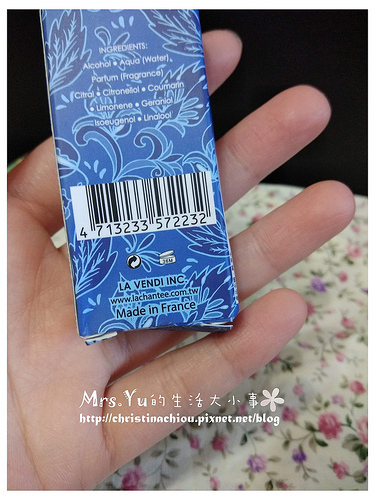 INGREDIENTS:
Alcohol • Aqua (Water)
Parfum (Fragrance)
Citral • Citronellol • Coumarin
• Limonene • Geraniol
Isoeugenol • Linalool
4 713233 572232
36M
LA VENDI INC.
www.lachantee.com.tw
Made in France
Mrs.Yu的生活大小事
http://christinachiou.pixnet.net/blog